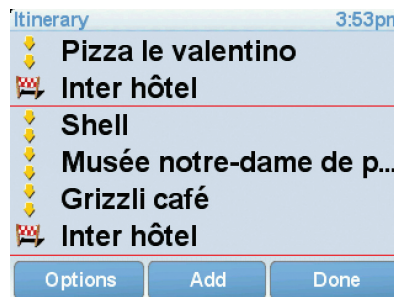 Itinerary 3:53pm
Pizza le valentino
Inter hôtel
Shell
Musée notre-dame de p...
Grizzli café
Inter hôtel
Options Add Done